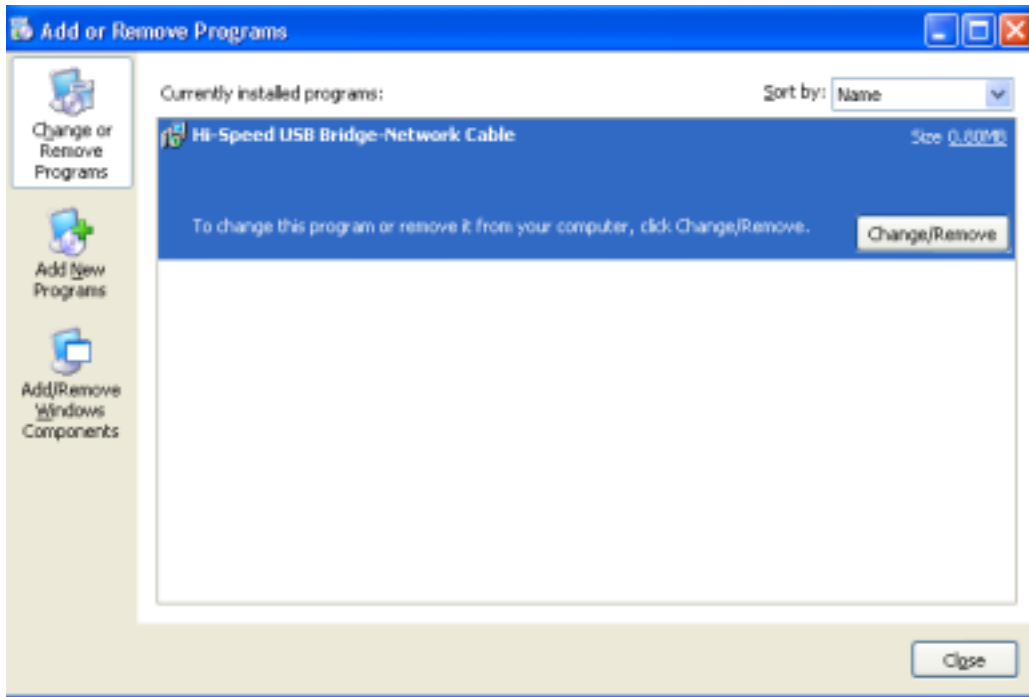 Add or Remove Programs
Change or
Remove
Programs
Add New
Programs
Add/Remove
Windows
Components
Currently installed programs:
Sort by: Name
Hi-Speed USB Bridge-Network Cable
Size 0.80MB
To change this program or remove it from your computer, click Change/Remove.
Change/Remove
Close